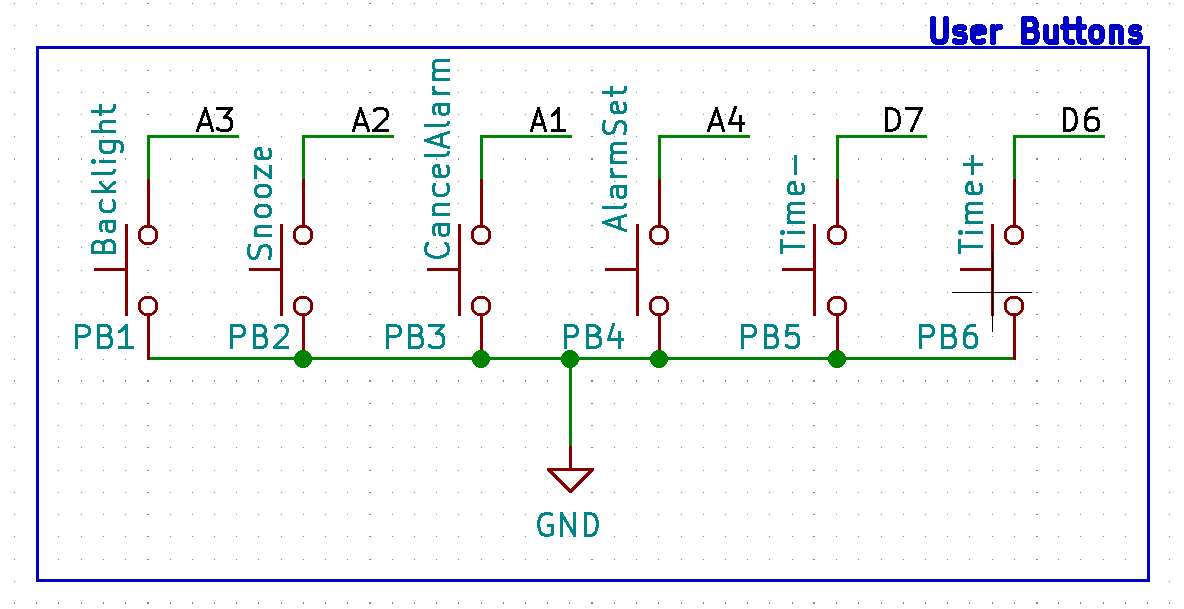 User Buttons
A3
A2
A1
A4
D7
D6
Backlight
Snooze
CancelAlarm
AlarmSet
Time-
Time+
PB1
PB2
PB3
PB4
PB5
PB6
GND